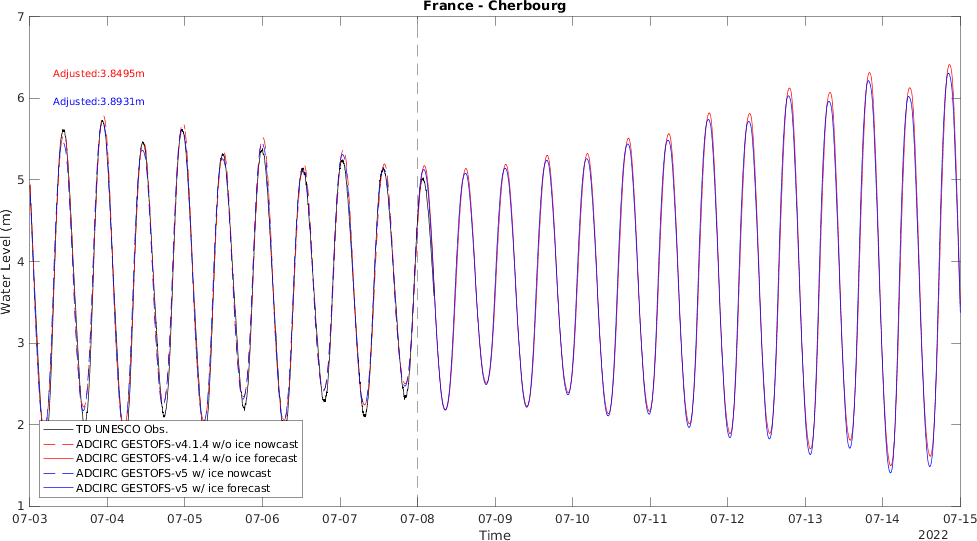 France - Cherbourg
7
6
5
4
3
2
1
Water Level (m)
Adjusted:3.8495m
Adjusted:3.8931m
TD UNESCO Obs.
ADCIRC GESTOFS-v4.1.4 w/o ice nowcast
ADCIRC GESTOFS-v4.1.4 w/o ice forecast
ADCIRC GESTOFS-v5 w/ ice nowcast
ADCIRC GESTOFS-v5 w/ ice forecast
07-03 07-04 07-05 07-06 07-07 07-08 07-09 07-10 07-11 07-12 07-13 07-14 07-15
Time
2022